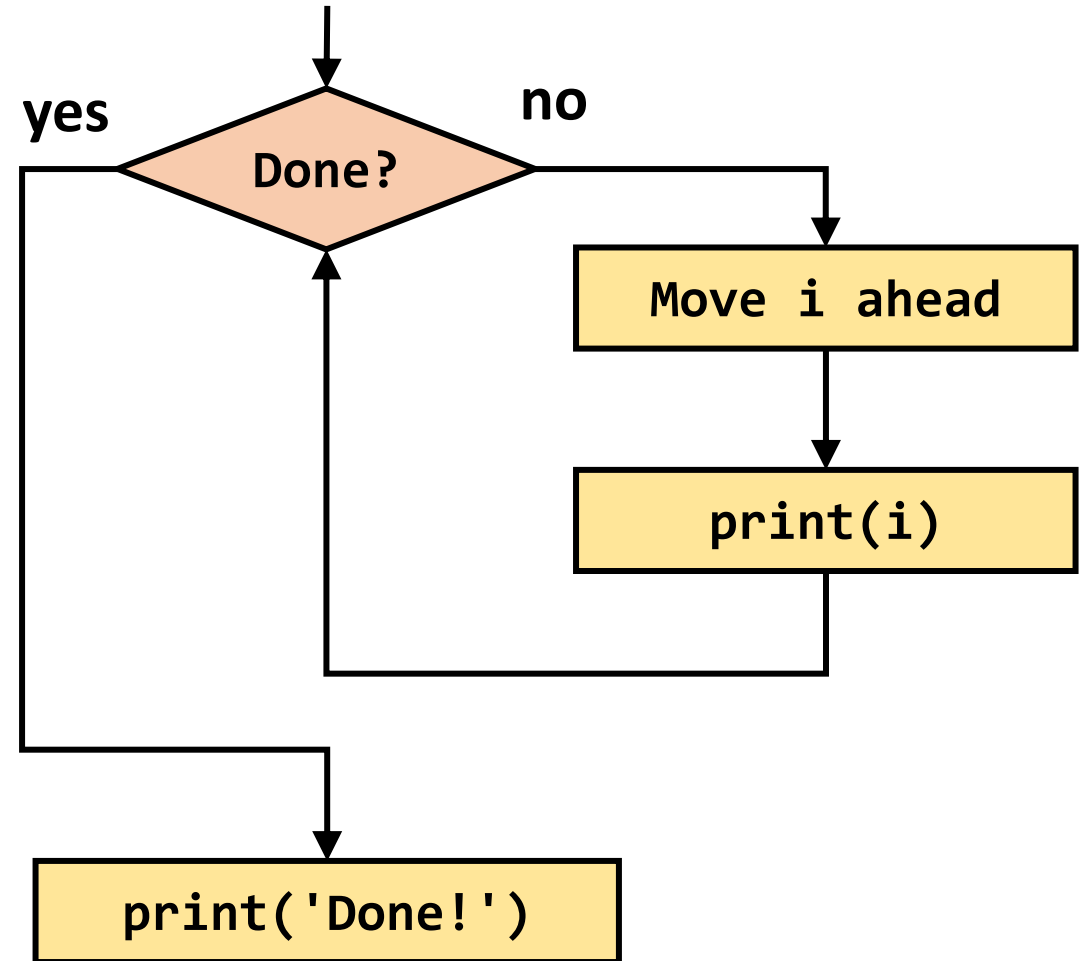 yes
no
Done?
Move i ahead
print(i)
print('Done!')